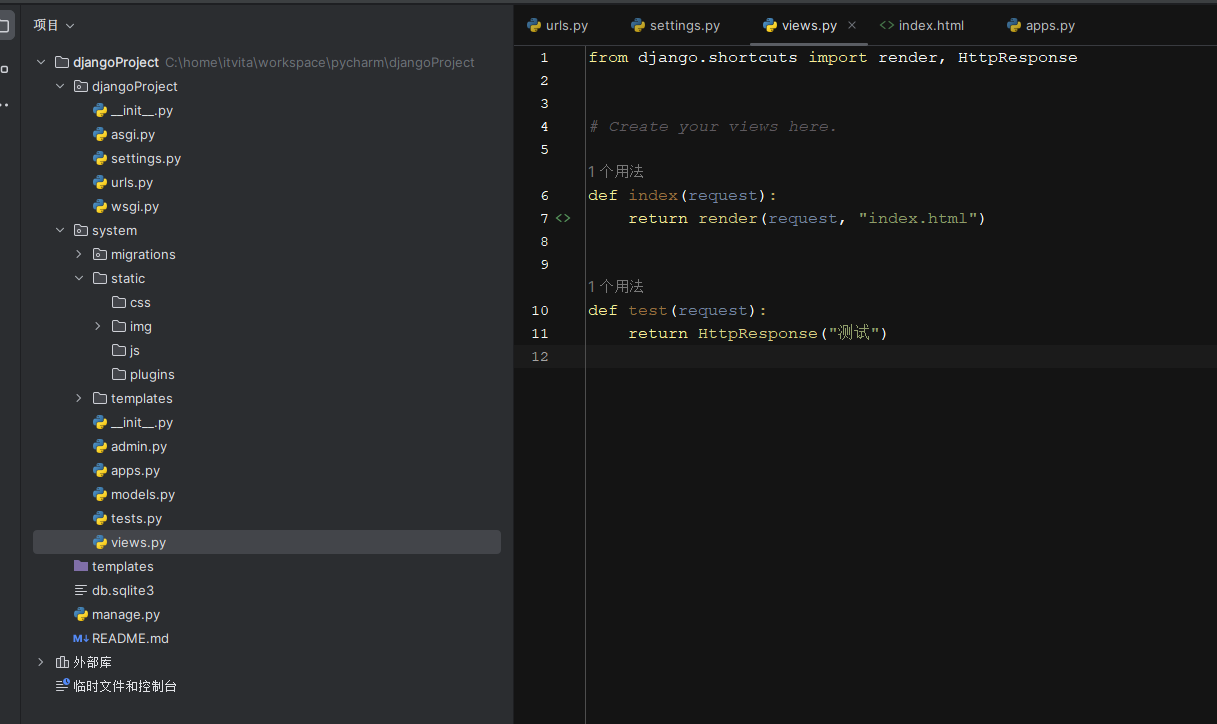 项目
djangoProject C:\home\itvita\workspace\pycharm\djangoProject
djangoProject
__init__.py
asgi.py
settings.py
urls.py
wsgi.py
system
migrations
static
css
img
js
plugins
templates
__init__.py
admin.py
apps.py
models.py
tests.py
views.py
templates
db.sqlite3
manage.py
M↓ README.md
外部库
临时文件和控制台
urls.py settings.py views.py × <> index.html apps.py
1 from django.shortcuts import render, HttpResponse
2
3
4 # Create your views here.
5
1 个用法
6 def index(request):
7 <> return render(request, "index.html")
8
9
1 个用法
10 def test(request):
11 return HttpResponse("测试")
12